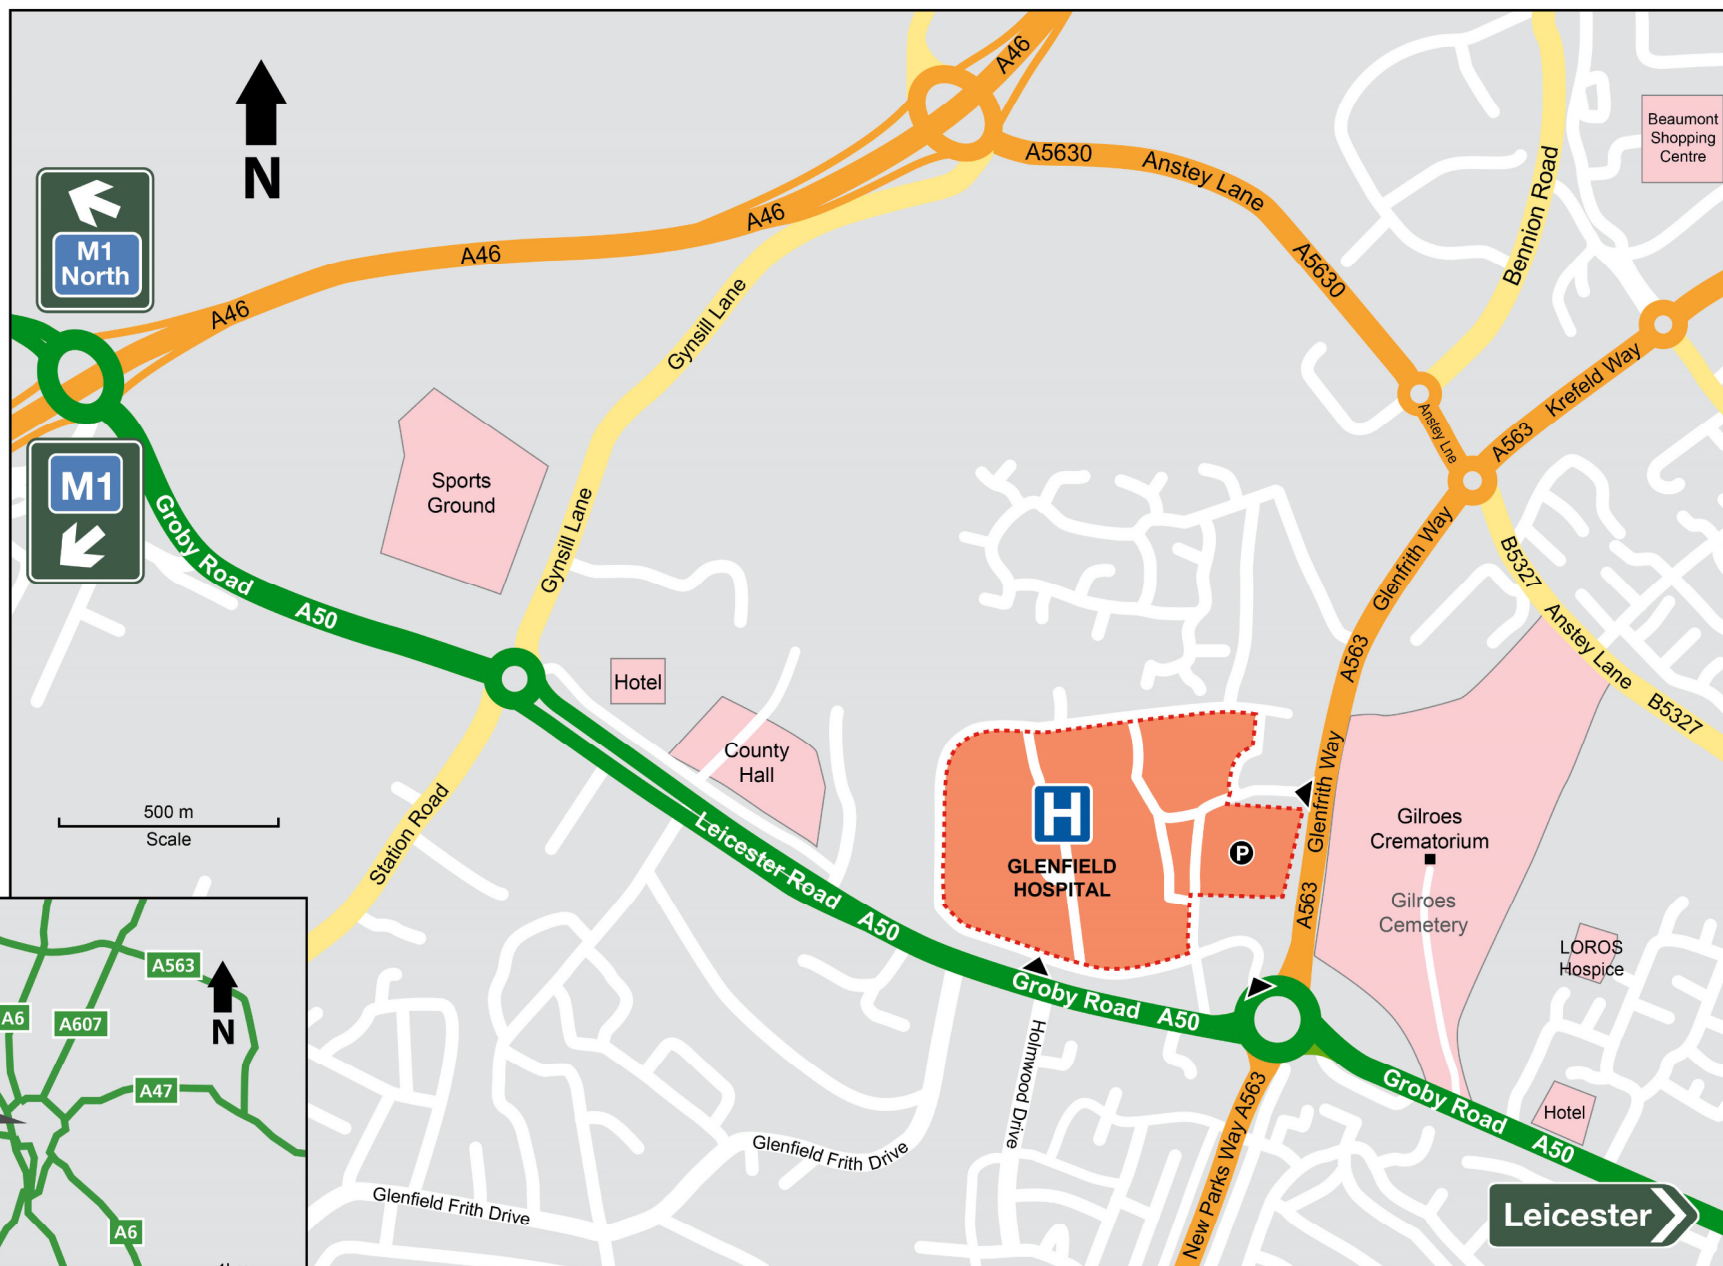 A46
A5630
Anstey Lane
Beaumont
Shopping
Centre
N
M1
North
A46
A46
A46
Bennion Road
A5630
Gynsill Lane
Krefeld Way
A563
Anstey Lne
M1
Sports
Ground
Groby Road
A50
Gynsill Lane
Glenfrith Way
B5327
Anstey Lane
B5327
A563
Hotel
County
Hall
Glenfrith Way
500 m
Scale
Station Road
Leicester Road
A50
H
GLENFIELD
HOSPITAL
P
Gilroes
Crematorium
Gilroes
Cemetery
A563
LOROS
Hospice
Groby Road
A50
Holmwood Drive
A563
N
A6
A607
A47
A6
Groby Road
A50
Hotel
New Parks Way A563
Glenfield Frith Drive
Glenfield Frith Drive
Leicester